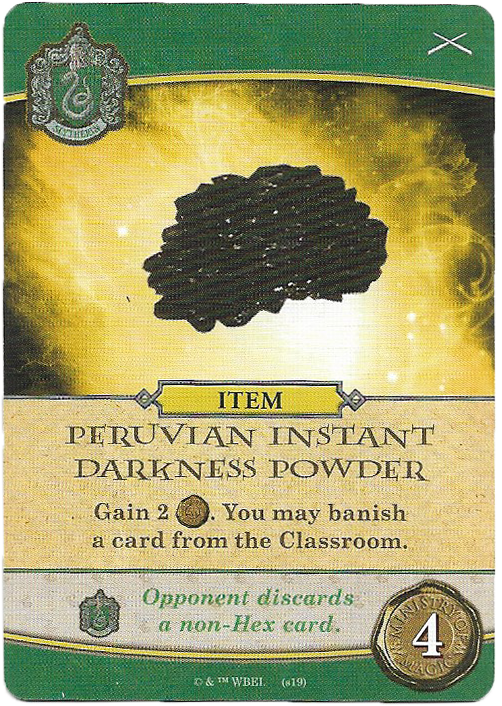 SLYTHERIN
ITEM
PERUVIAN INSTANT
DARKNESS POWDER
Gain 2 . You may banish
a card from the Classroom.
Opponent discards
a non-Hex card.
MINISTRY OF MAGIC
4
© & ™ WBEI. (s19)